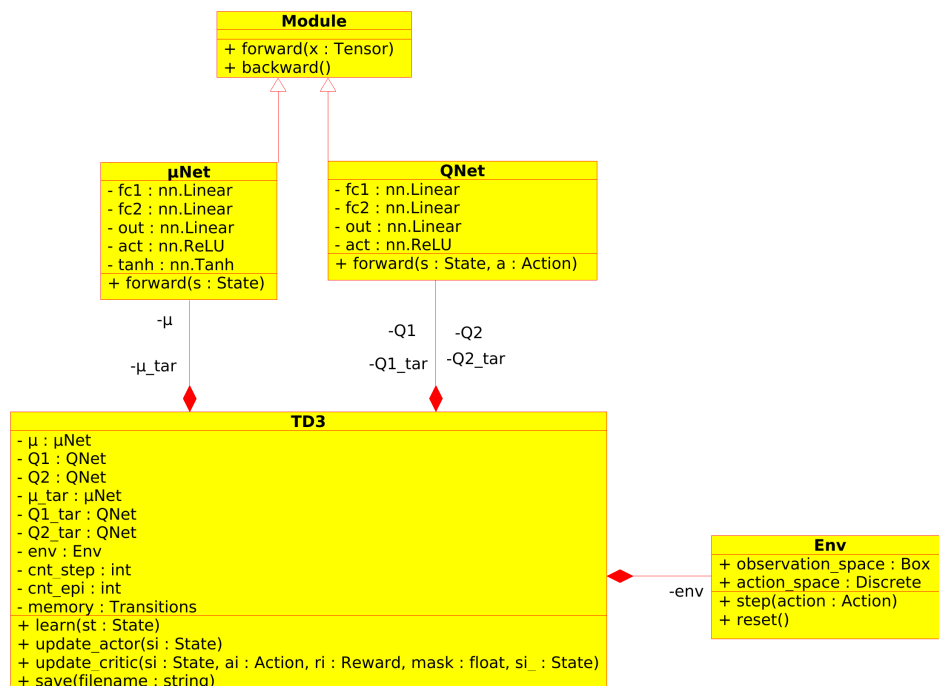 Module
+ forward(x : Tensor)
+ backward()
µNet
- fc1 : nn.Linear
- fc2 : nn.Linear
- out : nn.Linear
- act : nn.ReLU
- tanh : nn.Tanh
+ forward(s : State)
QNet
- fc1 : nn.Linear
- fc2 : nn.Linear
- out : nn.Linear
- act : nn.ReLU
+ forward(s : State, a : Action)
-µ
-µ_tar
-Q1
-Q2
-Q1_tar
-Q2_tar
TD3
- µ : µNet
- Q1 : QNet
- Q2 : QNet
- µ_tar : µNet
- Q1_tar : QNet
- Q2_tar : QNet
- env : Env
- cnt_step : int
- cnt_epi : int
- memory : Transitions
+ learn(st : State)
+ update_actor(si : State)
+ update_critic(si : State, ai : Action, ri : Reward, mask : float, si_ : State)
+ save(filename : string)
-env
Env
+ observation_space : Box
+ action_space : Discrete
+ step(action : Action)
+ reset()